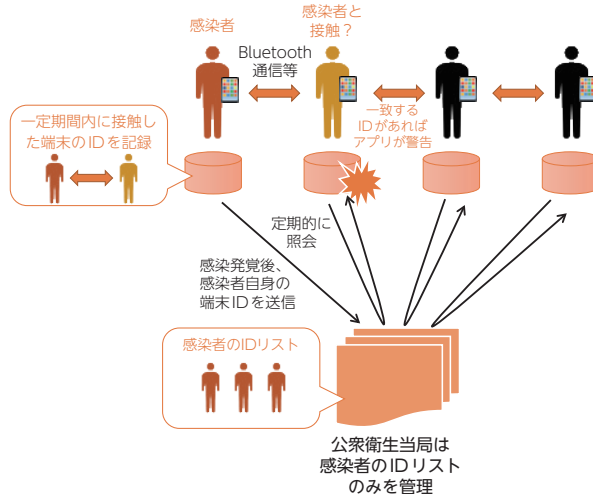 感染者
感染者と
接触？
Bluetooth
通信等
一定期間内に接触し
た端末のIDを記録
一致する
IDがあれば
アプリが警告
定期的に
照会
感染発覚後、
感染者自身の
端末IDを送信
感染者のIDリスト
公衆衛生当局は
感染者のIDリスト
のみを管理